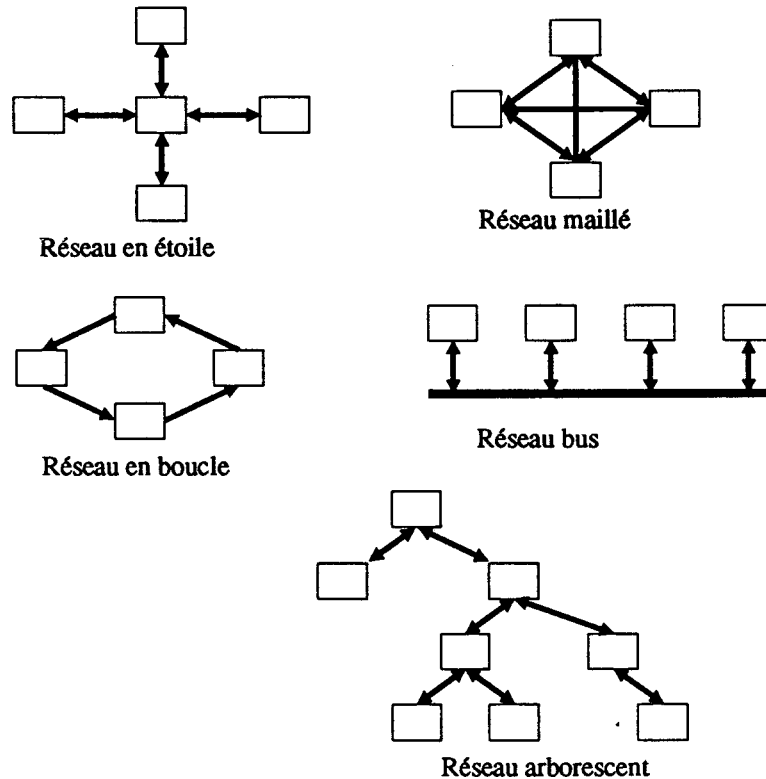 Réseau en étoile
Réseau maillé
Réseau en boucle
Réseau bus
Réseau arborescent